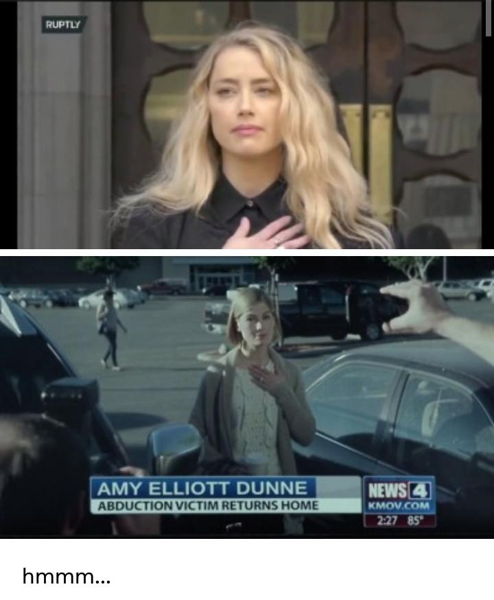 RUPTLY
AMY ELLIOTT DUNNE
ABDUCTION VICTIM RETURNS HOME
NEWS 4
KMOV.COM
2:27 85°
hmmm...